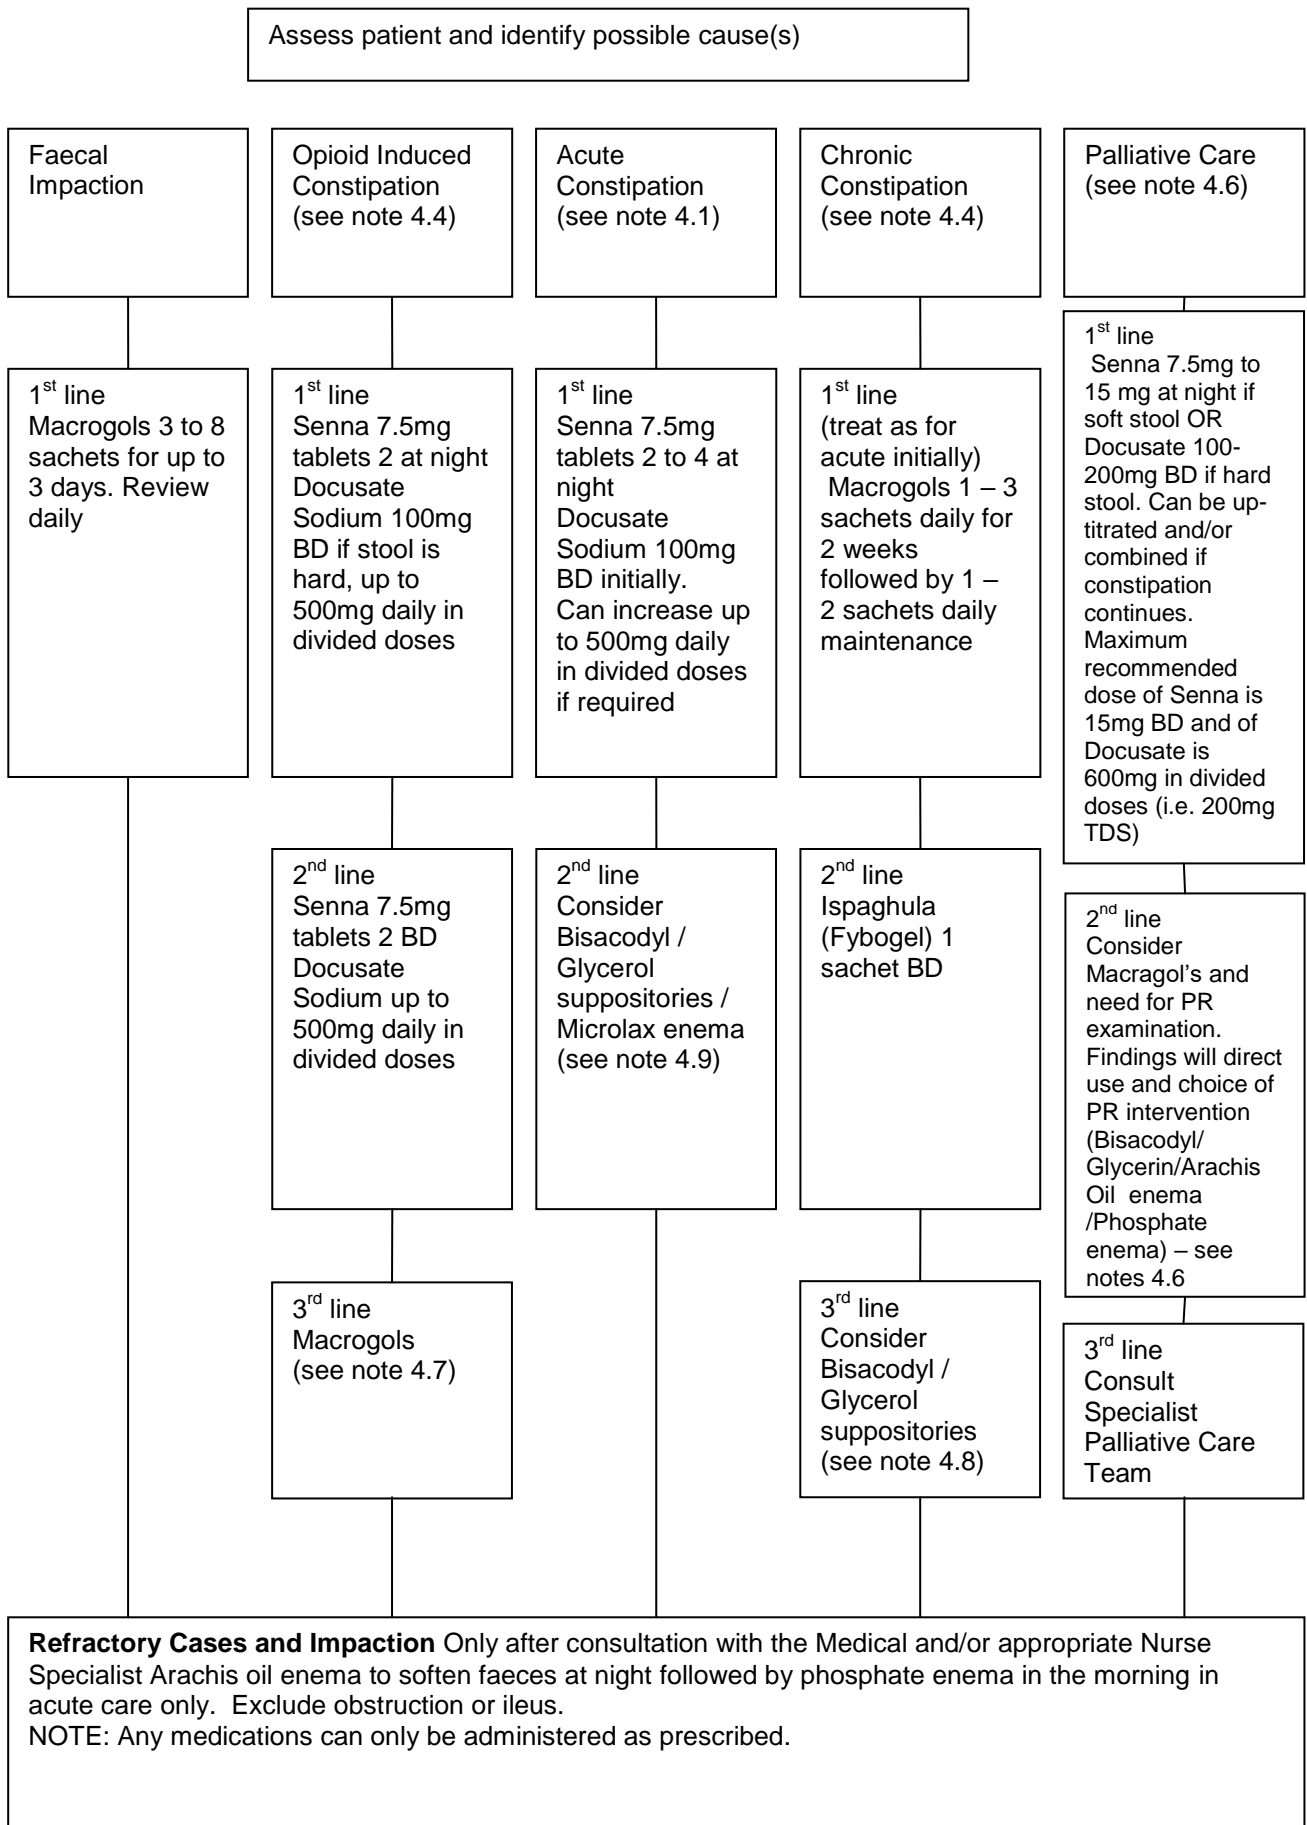 Assess patient and identify possible cause(s)
Faecal
Impaction
Opioid Induced
Constipation
(see note 4.4)
Acute
Constipation
(see note 4.1)
Chronic
Constipation
(see note 4.4)
Palliative Care
(see note 4.6)
1st line
Macrogols 3 to 8
sachets for up to
3 days. Review
daily
1st line
Senna 7.5mg
tablets 2 at night
Docusate
Sodium 100mg
BD if stool is
hard, up to
500mg daily in
divided doses
1st line
Senna 7.5mg
tablets 2 to 4 at
night
Docusate
Sodium 100mg
BD initially.
Can increase up
to 500mg daily
in divided doses
if required
1st line
(treat as for
acute initially)
Macrogols 1 – 3
sachets daily for
2 weeks
followed by 1 –
2 sachets daily
maintenance
1st line
Senna 7.5mg to
15 mg at night if
soft stool OR
Docusate 100-
200mg BD if hard
stool. Can be up-
titrated and/or
combined if
constipation
continues.
Maximum
recommended
dose of Senna is
15mg BD and of
Docusate is
600mg in divided
doses (i.e. 200mg
TDS)
2nd line
Senna 7.5mg
tablets 2 BD
Docusate
Sodium up to
500mg daily in
divided doses
2nd line
Consider
Bisacodyl /
Glycerol
suppositories /
Microlax enema
(see note 4.9)
2nd line
Ispaghula
(Fybogel) 1
sachet BD
2nd line
Consider
Macragol's and
need for PR
examination.
Findings will direct
use and choice of
PR intervention
(Bisacodyl/
Glycerin/Arachis
Oil enema
/Phosphate
enema) – see
notes 4.6
3rd line
Macrogols
(see note 4.7)
3rd line
Consider
Bisacodyl /
Glycerol
suppositories
(see note 4.8)
3rd line
Consult
Specialist
Palliative Care
Team
Refractory Cases and Impaction Only after consultation with the Medical and/or appropriate Nurse
Specialist Arachis oil enema to soften faeces at night followed by phosphate enema in the morning in
acute care only. Exclude obstruction or ileus.
NOTE: Any medications can only be administered as prescribed.